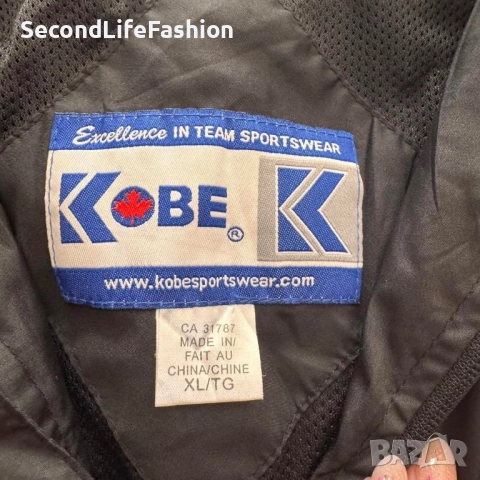 SecondLifeFashion
Excellence IN TEAM SPORTSWEAR
KOBE® K
www.kobesportswear.com
CA 31787
MADE IN/
FAIT AU
CHINA/CHINE
XL/TG
BAZAR